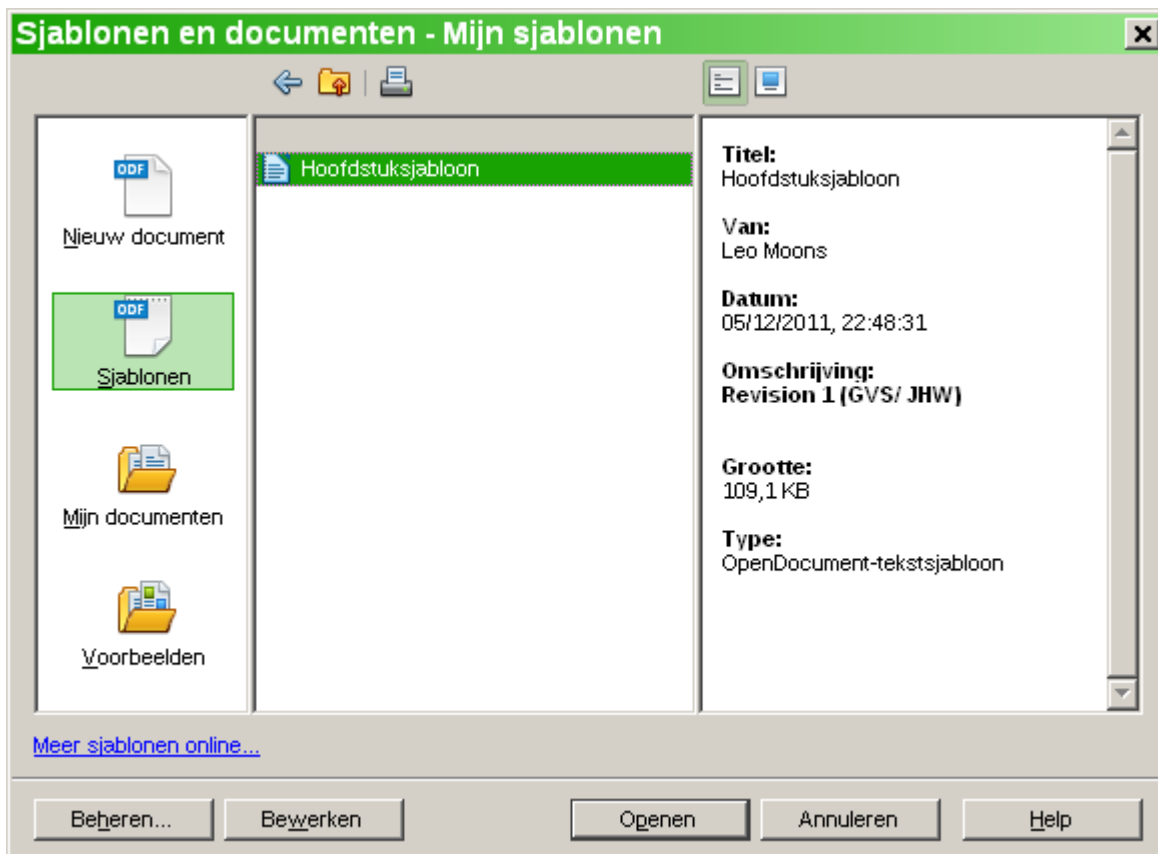 Sjablonen en documenten - Mijn sjablonen
ODF
Nieuw document
ODF
Sjablonen
Mijn documenten
Voorbeelden
Hoofdstuksjabloon
Titel:
Hoofdstuksjabloon
Van:
Leo Moons
Datum:
05/12/2011, 22:48:31
Omschrijving:
Revision 1 (GVS/ JHW)
Grootte:
109,1 KB
Type:
OpenDocument-tekstsjabloon
Meer sjablonen online...
Beheren...
Bewerken
Openen
Annuleren
Help